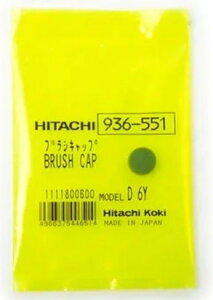 HITACHI 936-551
ﾌﾞﾗｼｷｬｯﾌﾟ
BRUSH CAP
1111800600 MODEL D 6Y
Hitachi Koki
4966376446514 MADE IN JAPAN